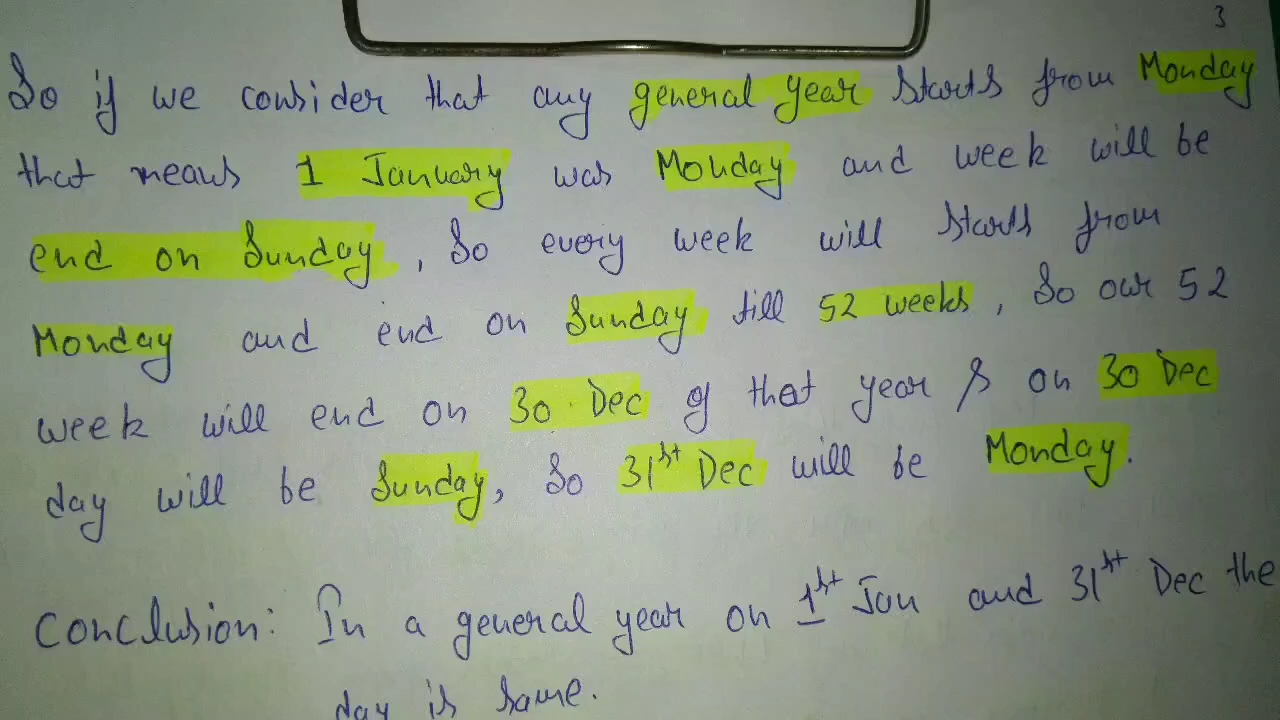 3
So if we consider that any general year starts from Monday
that means 1 January was Monday and week will be
end on Sunday, So every week will starts from
Monday and end on Sunday till 52 weeks, So our 52
week will end on 30 Dec of that year & on 30 Dec
day will be Sunday, So 31st Dec will be Monday.
Conclusion: In a general year on 1st Jan and 31st Dec the
day is same.